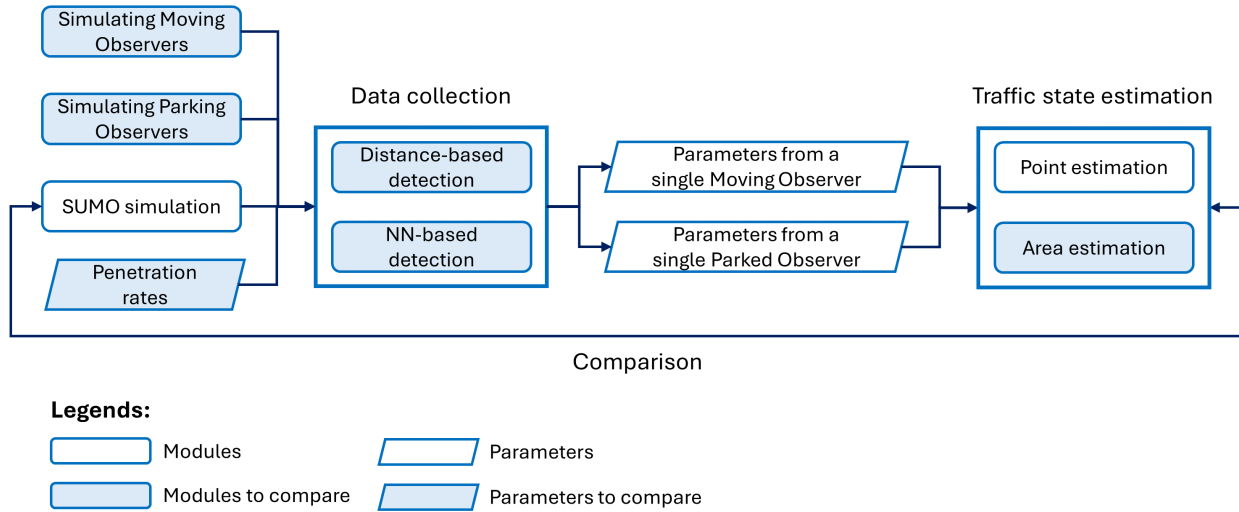 Simulating Moving
Observers
Simulating Parking
Observers
SUMO simulation
Penetration
rates
Data collection
Distance-based
detection
NN-based
detection
Parameters from a
single Moving Observer
Parameters from a
single Parked Observer
Traffic state estimation
Point estimation
Area estimation
Comparison
Legends:
Modules
Parameters
Modules to compare
Parameters to compare